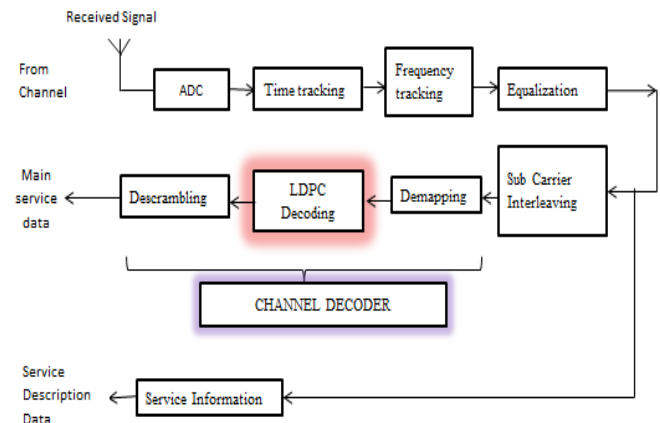 Received Signal
From
Channel
ADC
Time tracking
Frequency
tracking
Equalization
Main
service
data
Descrambling
LDPC
Decoding
Demapping
Sub Carrier
Interleaving
CHANNEL DECODER
Service
Description
Data
Service Information